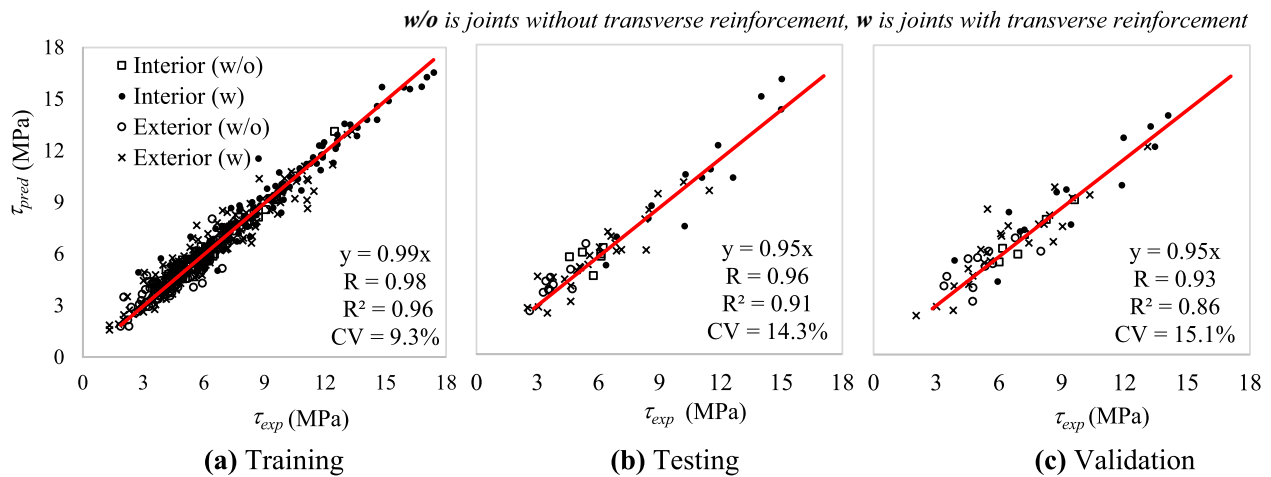 w/o is joints without transverse reinforcement, w is joints with transverse reinforcement
18
15
12
9
6
3
0
τpred (MPa)
Interior (w/o)
Interior (w)
Exterior (w/o)
Exterior (w)
y = 0.99x
R = 0.98
R² = 0.96
CV = 9.3%
0 3 6 9 12 15 18
τexp (MPa)
(a) Training
y = 0.95x
R = 0.96
R² = 0.91
CV = 14.3%
0 3 6 9 12 15 18
τexp (MPa)
(b) Testing
y = 0.95x
R = 0.93
R² = 0.86
CV = 15.1%
0 3 6 9 12 15 18
τexp (MPa)
(c) Validation